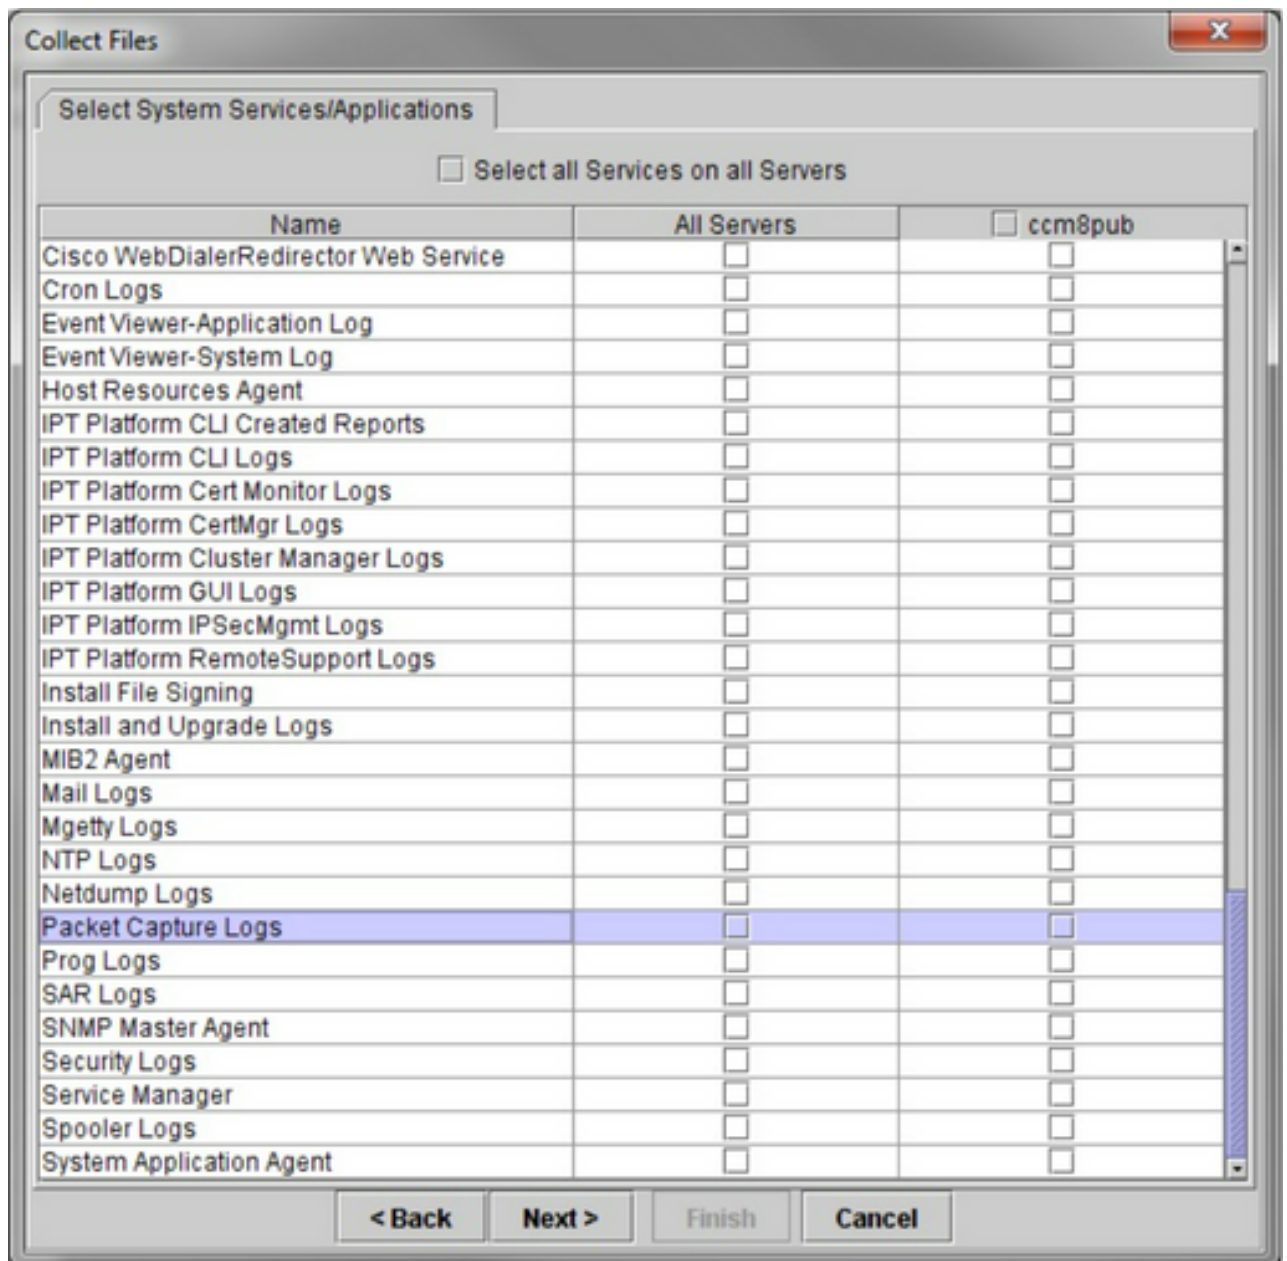 Collect Files
Select System Services/Applications
Select all Services on all Servers
Name All Servers ccm8pub
Cisco WebDialerRedirector Web Service
Cron Logs
Event Viewer-Application Log
Event Viewer-System Log
Host Resources Agent
IPT Platform CLI Created Reports
IPT Platform CLI Logs
IPT Platform Cert Monitor Logs
IPT Platform CertMgr Logs
IPT Platform Cluster Manager Logs
IPT Platform GUI Logs
IPT Platform IPSecMgmt Logs
IPT Platform RemoteSupport Logs
Install File Signing
Install and Upgrade Logs
MIB2 Agent
Mail Logs
Mgetty Logs
NTP Logs
Netdump Logs
Packet Capture Logs
Prog Logs
SAR Logs
SNMP Master Agent
Security Logs
Service Manager
Spooler Logs
System Application Agent
< Back Next > Finish Cancel